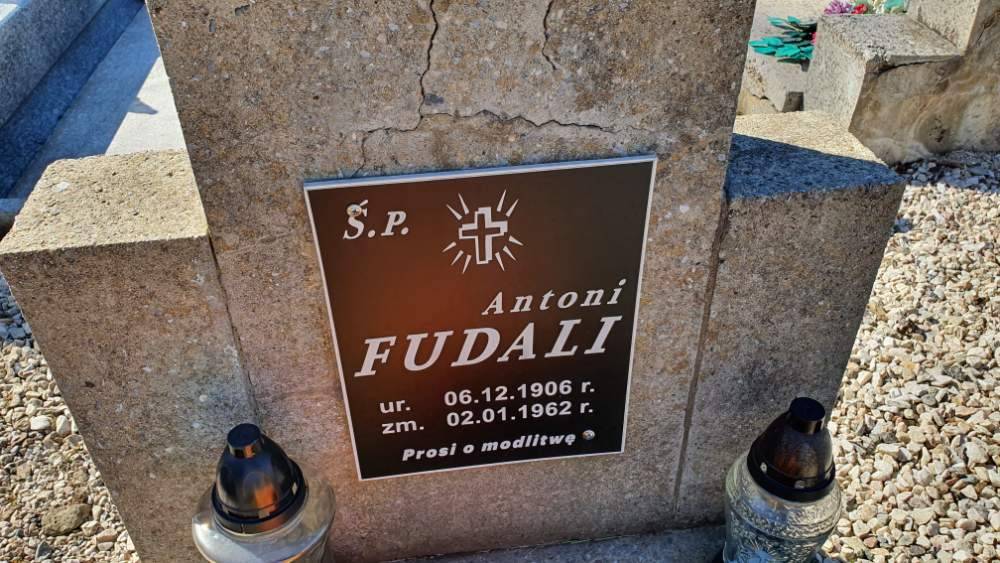 Ś.P.
Antoni
FUDALI
ur. 06.12.1906 r.
zm. 02.01.1962 r.
Prosi o modlitwę